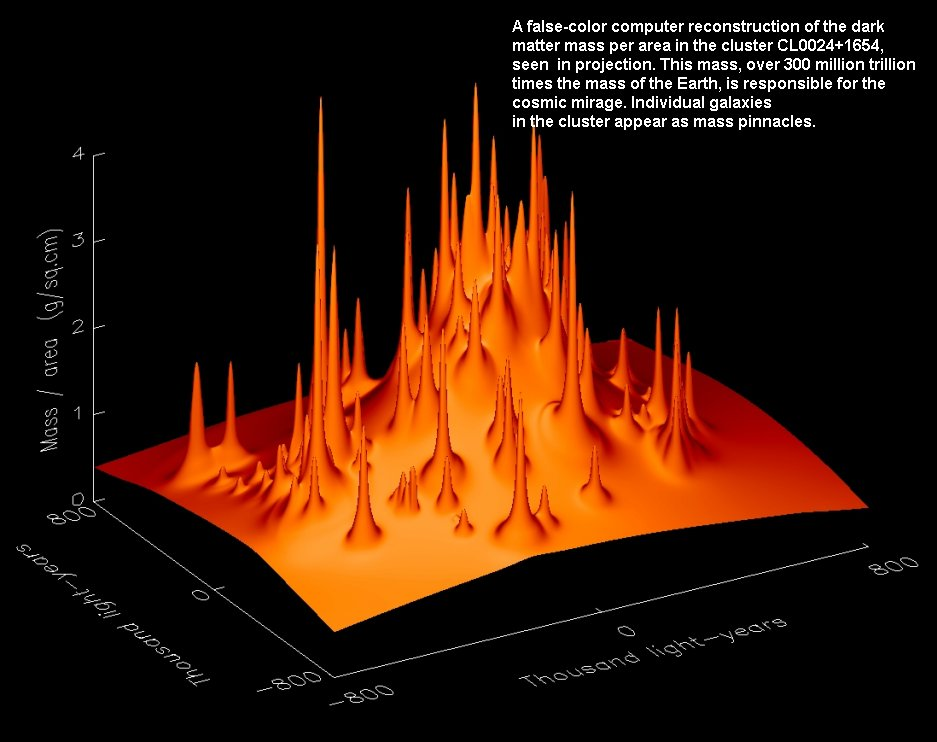 A false-color computer reconstruction of the dark
matter mass per area in the cluster CL0024+1654,
seen in projection. This mass, over 300 million trillion
times the mass of the Earth, is responsible for the
cosmic mirage. Individual galaxies
in the cluster appear as mass pinnacles.
4
3
2
1
0
Mass / area (g/sq.cm)
800
0
-800
Thousand light-years
-800
0
800
Thousand light-years